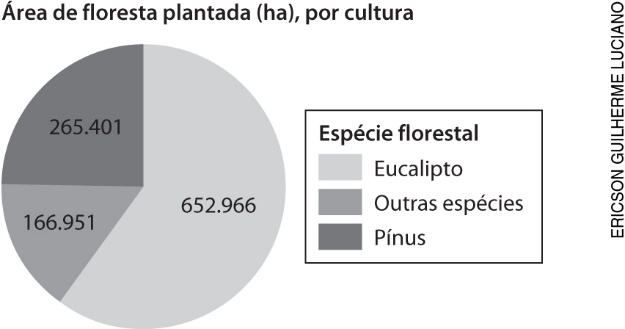 Área de floresta plantada (ha), por cultura
265.401
166.951
652.966
Espécie florestal
Eucalipto
Outras espécies
Pínus
ERICSON GUILHERME LUCIANO